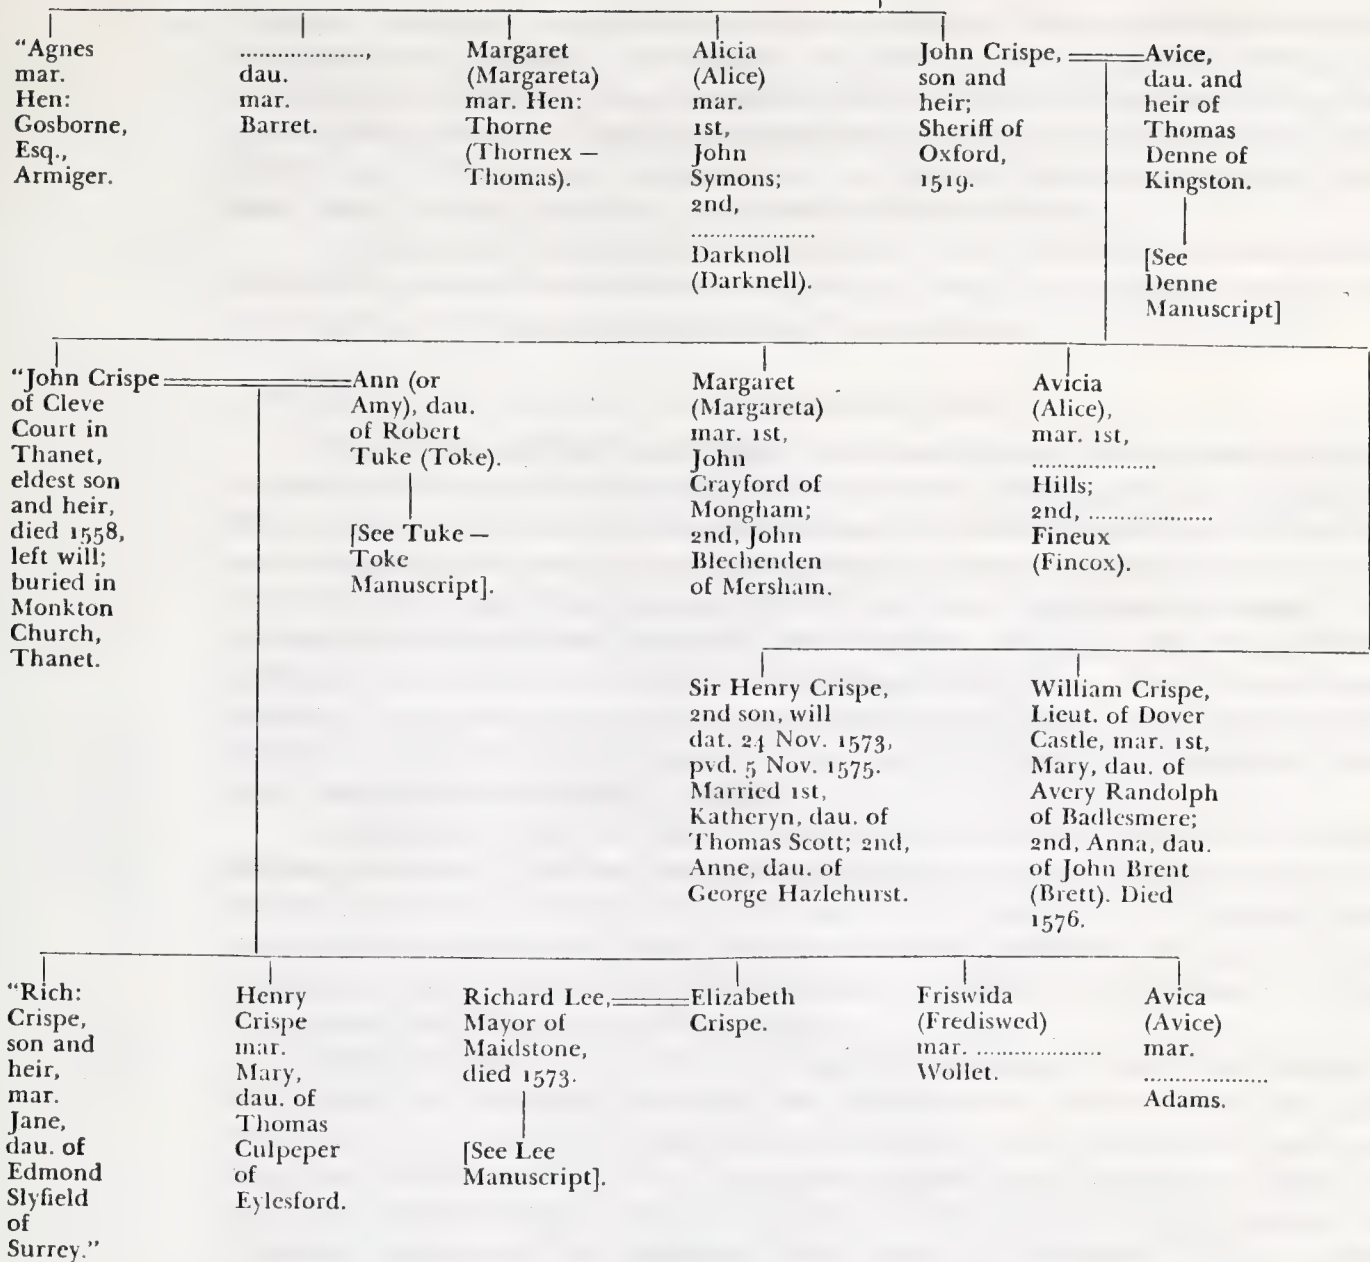 "Agnes
mar.
Hen:
Gosborne,
Esq.,
Armiger.
....................,
dau.
mar.
Barret.
Margaret
(Margareta)
mar. Hen:
Thorne
(Thornex —
Thomas).
Alicia
(Alice)
mar.
1st,
John
Symons;
2nd,
....................
Darknoll
(Darknell).
John Crispe,
son and
heir;
Sheriff of
Oxford,
1519.
Avice,
dau. and
heir of
Thomas
Denne of
Kingston.
[See
Denne
Manuscript]
"John Crispe
of Cleve
Court in
Thanet,
eldest son
and heir,
died 1558,
left will;
buried in
Monkton
Church,
Thanet.
Ann (or
Amy), dau.
of Robert
Tuke (Toke).
[See Tuke —
Toke
Manuscript].
Margaret
(Margareta)
mar. 1st,
John
Crayford of
Mongham;
2nd, John
Blechenden
of Mersham.
Avicia
(Alice),
mar. 1st,
....................
Hills;
2nd, ....................
Fineux
(Fincox).
Sir Henry Crispe,
2nd son, will
dat. 24 Nov. 1573,
pvd. 5 Nov. 1575.
Married 1st,
Katheryn, dau. of
Thomas Scott; 2nd,
Anne, dau. of
George Hazlehurst.
William Crispe,
Lieut. of Dover
Castle, mar. 1st,
Mary, dau. of
Avery Randolph
of Badlesmere;
2nd, Anna, dau.
of John Brent
(Brett). Died
1576.
"Rich:
Crispe,
son and
heir,
mar.
Jane,
dau. of
Edmond
Slyfield
of
Surrey."
Henry
Crispe
mar.
Mary,
dau. of
Thomas
Culpeper
of
Eylesford.
Richard Lee,
Mayor of
Maidstone,
died 1573.
[See Lee
Manuscript].
Elizabeth
Crispe.
Friswida
(Frediswed)
mar. ....................
Wollet.
Avica
(Avice)
mar.
....................
Adams.